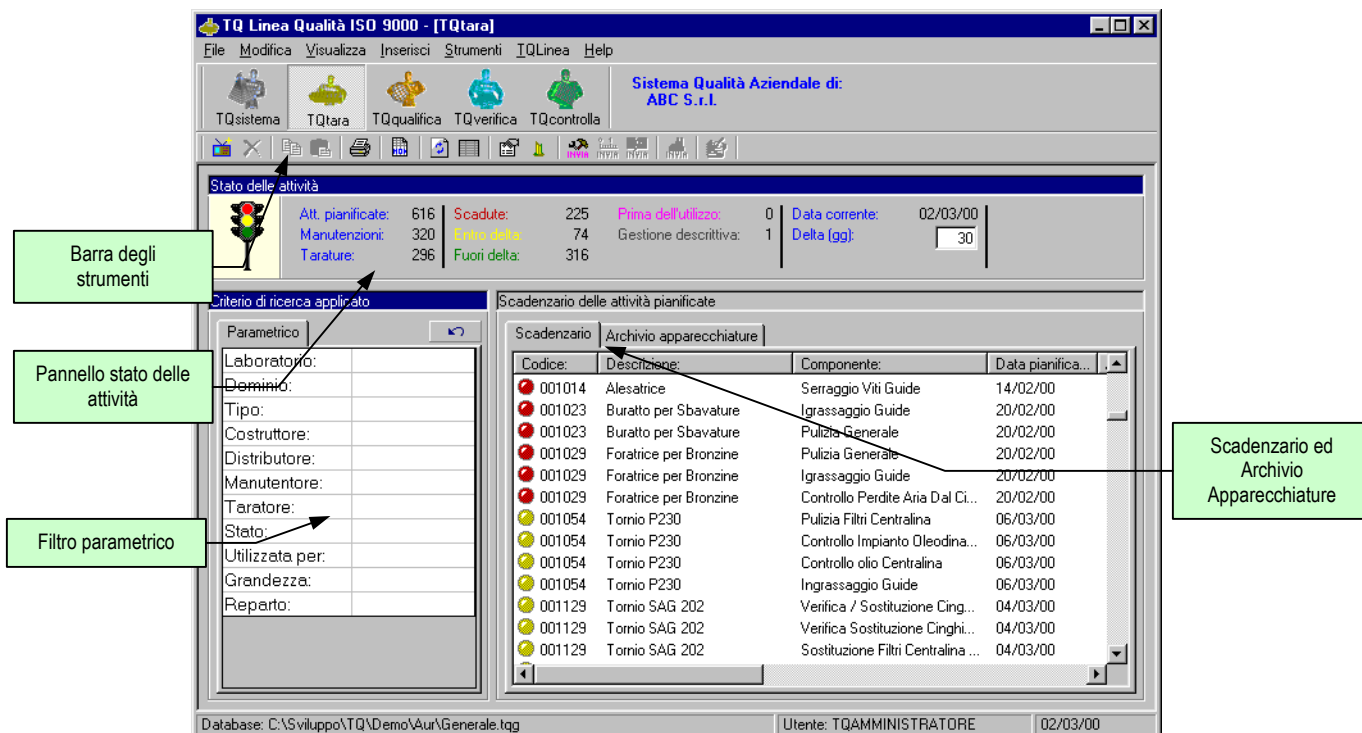 TQ Linea Qualità ISO 9000 - [TQtara]
File Modifica Visualizza Inserisci Strumenti TQLinea Help
TQsistema TQtara TQqualifica TQverifica TQcontrolla
Sistema Qualità Aziendale di:
ABC S.r.l.
Stato delle attività
Att. pianificate: 616 Scadute: 225 Prima dell'utilizzo: 0 Data corrente: 02/03/00
Manutenzioni: 320 Entro delta: 74 Gestione descrittiva: 1 Delta (gg): 30
Tarature: 296 Fuori delta: 316
Barra degli
strumenti
Pannello stato delle
attività
Filtro parametrico
Scadenzario ed
Archivio
Apparecchiature
Criterio di ricerca applicato
Parametrico
Laboratorio:
Dominio:
Tipo:
Costruttore:
Distributore:
Manutentore:
Taratore:
Stato:
Utilizzata per:
Grandezza:
Reparto:
Scadenzario delle attività pianificate
Scadenzario Archivio apparecchiature
Codice: Descrizione: Componente: Data pianifica...
001014 Alesatrice Serraggio Viti Guide 14/02/00
001023 Buratto per Sbavature Igrassaggio Guide 20/02/00
001023 Buratto per Sbavature Pulizia Generale 20/02/00
001029 Foratrice per Bronzine Pulizia Generale 20/02/00
001029 Foratrice per Bronzine Igrassaggio Guide 20/02/00
001029 Foratrice per Bronzine Controllo Perdite Aria Dal Ci... 20/02/00
001054 Tornio P230 Pulizia Filtri Centralina 06/03/00
001054 Tornio P230 Controllo Impianto Oleodina... 06/03/00
001054 Tornio P230 Controllo olio Centralina 06/03/00
001054 Tornio P230 Ingrassaggio Guide 06/03/00
001129 Tornio SAG 202 Verifica / Sostituzione Cing... 04/03/00
001129 Tornio SAG 202 Verifica Sostituzione Cinghi... 04/03/00
001129 Tornio SAG 202 Sostituzione Filtri Centralina ... 04/03/00
Database: C:\Sviluppo\TQ\Demo\Aur\Generale.tqg Utente: TQAMMINISTRATORE 02/03/00